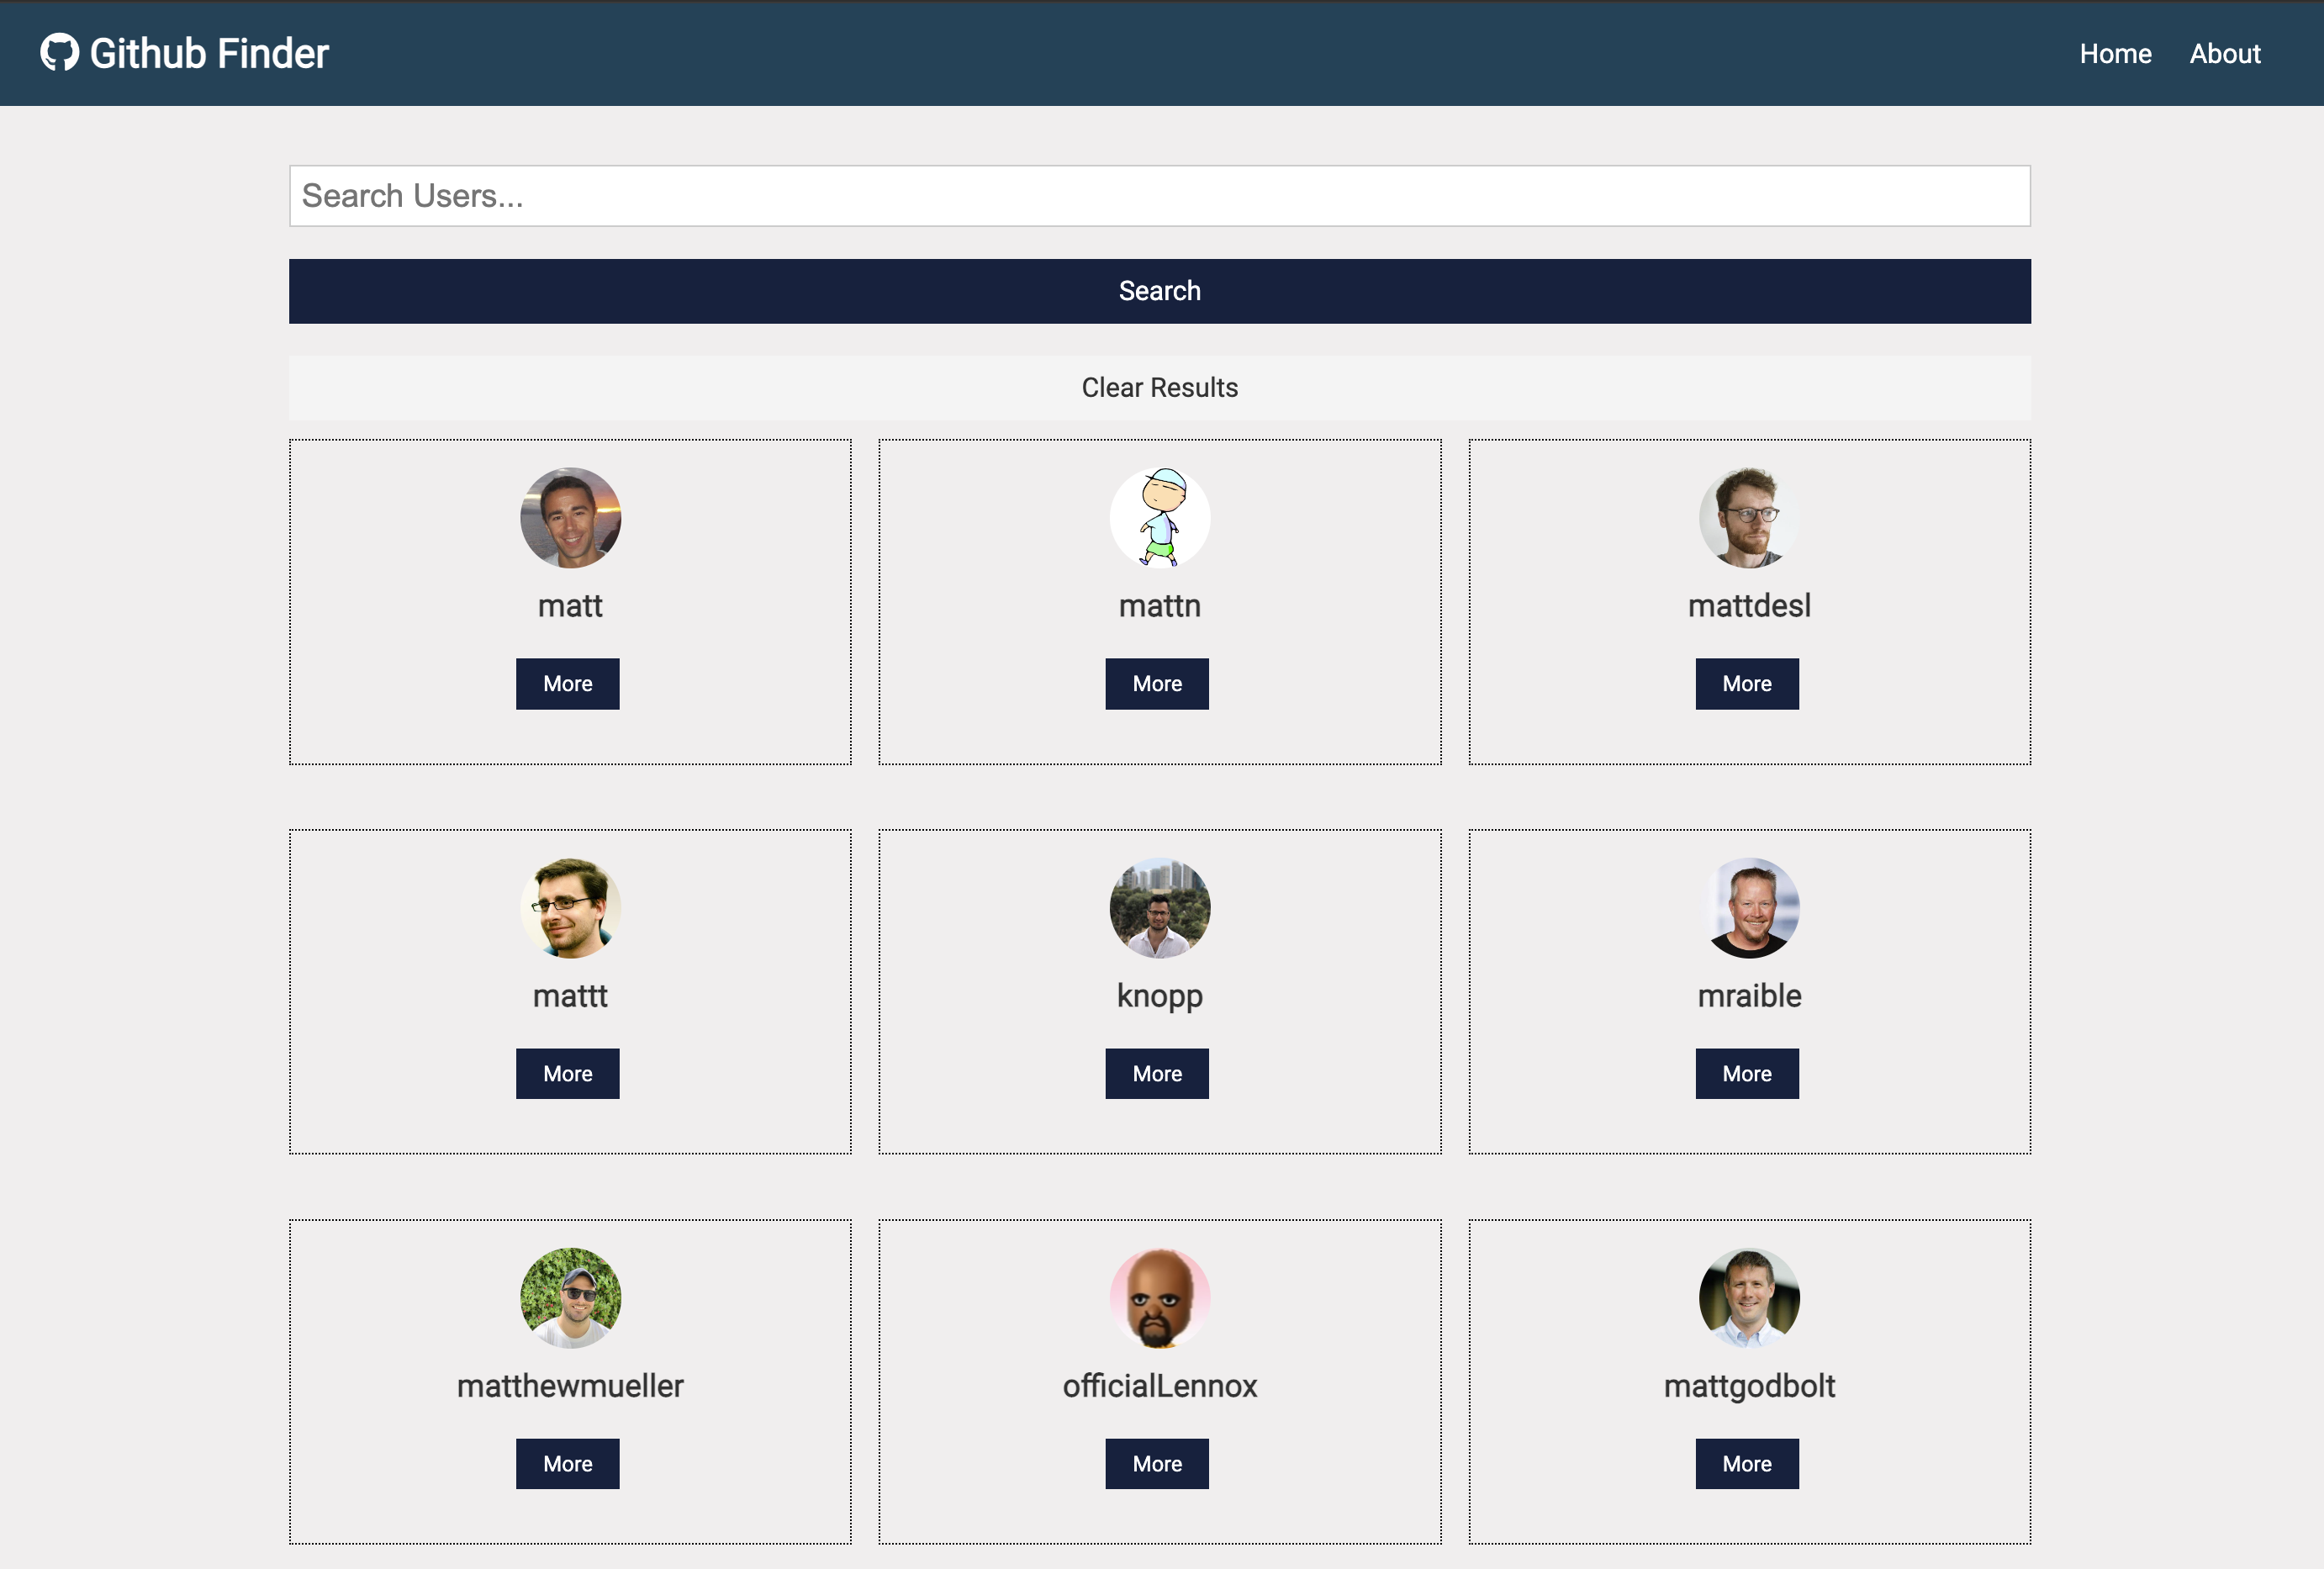 Github Finder
Home About
Search Users...
Search
Clear Results
matt
More
mattn
More
mattdesl
More
mattt
More
knopp
More
mraible
More
matthewmueller
More
officialLennox
More
mattgodbolt
More